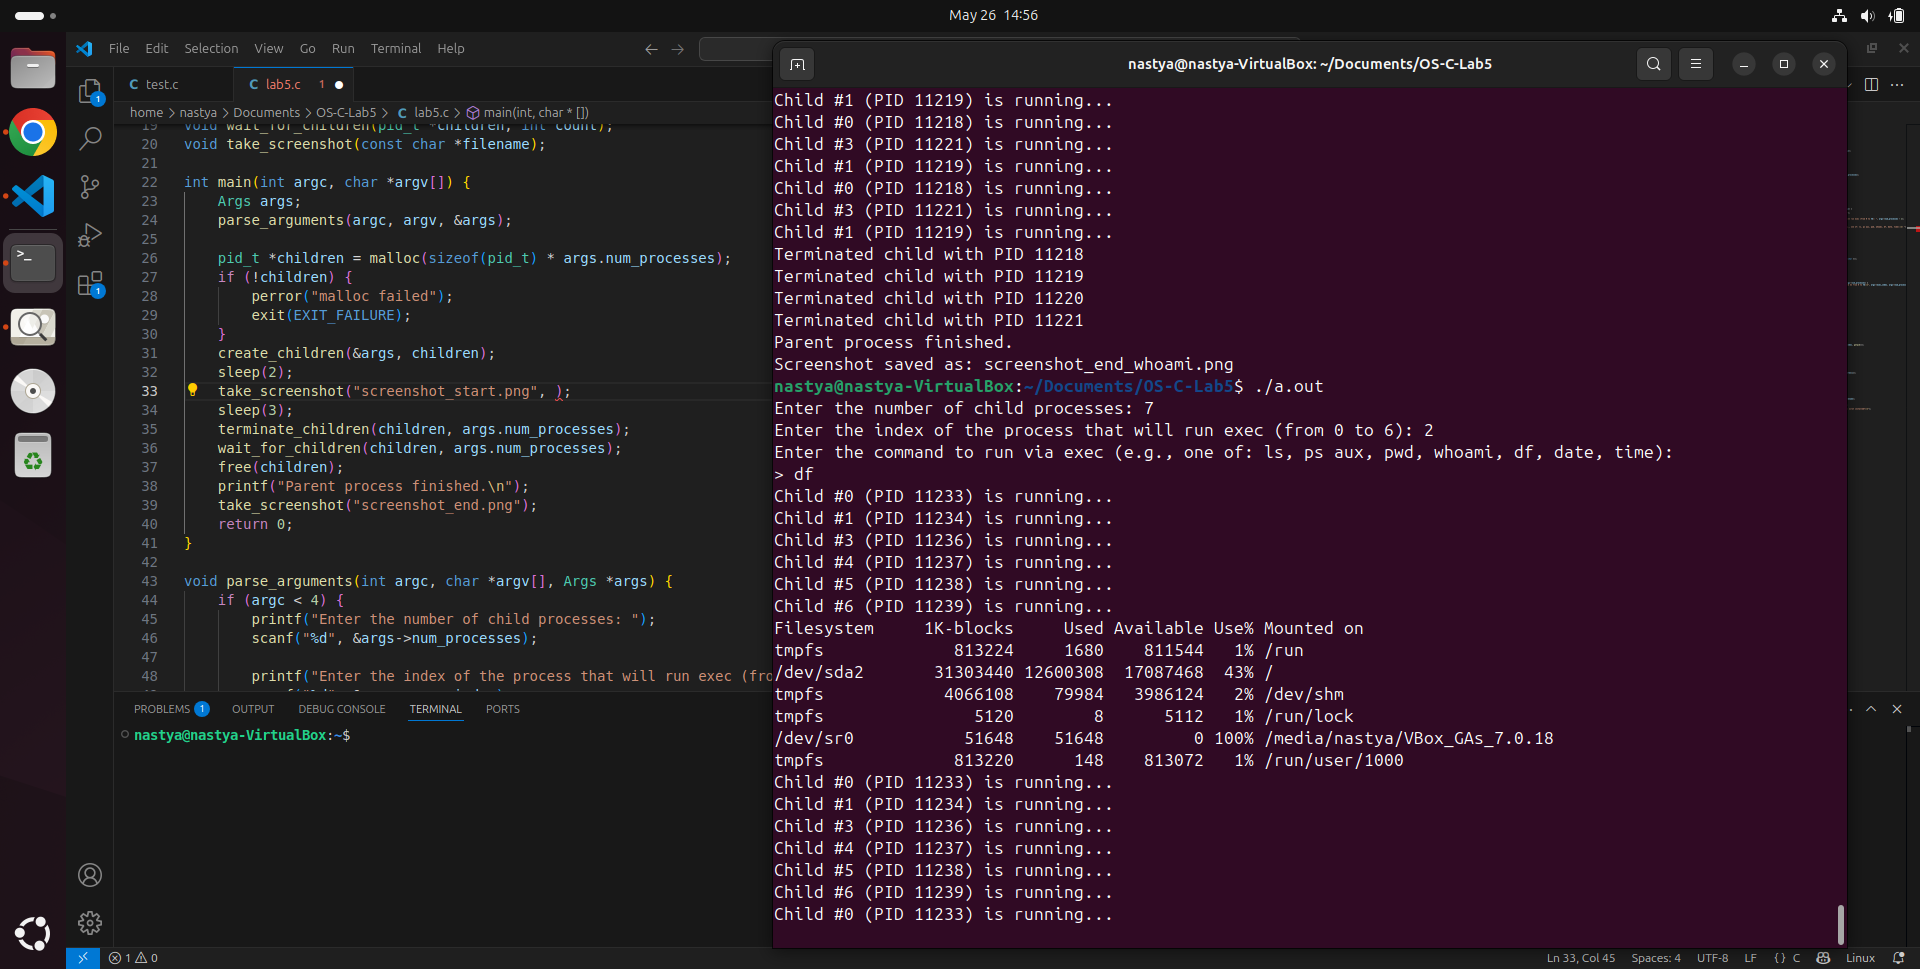 May 26 14:56
File Edit Selection View Go Run Terminal Help
C test.c
C lab5.c 1
home > nastya > Documents > OS-C-Lab5 > C lab5.c > main(int, char * [])
19 void wait_for_children(pid_t *children, int count);
20 void take_screenshot(const char *filename);
21
22 int main(int argc, char *argv[]) {
23 Args args;
24 parse_arguments(argc, argv, &args);
25
26 pid_t *children = malloc(sizeof(pid_t) * args.num_processes);
27 if (!children) {
28 perror("malloc failed");
29 exit(EXIT_FAILURE);
30 }
31 create_children(&args, children);
32 sleep(2);
33 take_screenshot("screenshot_start.png", );
34 sleep(3);
35 terminate_children(children, args.num_processes);
36 wait_for_children(children, args.num_processes);
37 free(children);
38 printf("Parent process finished.\n");
39 take_screenshot("screenshot_end.png");
40 return 0;
41 }
42
43 void parse_arguments(int argc, char *argv[], Args *args) {
44 if (argc < 4) {
45 printf("Enter the number of child processes: ");
46 scanf("%d", &args->num_processes);
47
48 printf("Enter the index of the process that will run exec (fro
PROBLEMS 1 OUTPUT DEBUG CONSOLE TERMINAL PORTS
nastya@nastya-VirtualBox:~$
nastya@nastya-VirtualBox: ~/Documents/OS-C-Lab5
Child #1 (PID 11219) is running...
Child #0 (PID 11218) is running...
Child #3 (PID 11221) is running...
Child #1 (PID 11219) is running...
Child #0 (PID 11218) is running...
Child #3 (PID 11221) is running...
Child #1 (PID 11219) is running...
Terminated child with PID 11218
Terminated child with PID 11219
Terminated child with PID 11220
Terminated child with PID 11221
Parent process finished.
Screenshot saved as: screenshot_end_whoami.png
nastya@nastya-VirtualBox:~/Documents/OS-C-Lab5$ ./a.out
Enter the number of child processes: 7
Enter the index of the process that will run exec (from 0 to 6): 2
Enter the command to run via exec (e.g., one of: ls, ps aux, pwd, whoami, df, date, time):
> df
Child #0 (PID 11233) is running...
Child #1 (PID 11234) is running...
Child #3 (PID 11236) is running...
Child #4 (PID 11237) is running...
Child #5 (PID 11238) is running...
Child #6 (PID 11239) is running...
Filesystem 1K-blocks Used Available Use% Mounted on
tmpfs 813224 1680 811544 1% /run
/dev/sda2 31303440 12600308 17087468 43% /
tmpfs 4066108 79984 3986124 2% /dev/shm
tmpfs 5120 8 5112 1% /run/lock
/dev/sr0 51648 51648 0 100% /media/nastya/VBox_GAs_7.0.18
tmpfs 813220 148 813072 1% /run/user/1000
Child #0 (PID 11233) is running...
Child #1 (PID 11234) is running...
Child #3 (PID 11236) is running...
Child #4 (PID 11237) is running...
Child #5 (PID 11238) is running...
Child #6 (PID 11239) is running...
Child #0 (PID 11233) is running...
1 0
Ln 33, Col 45 Spaces: 4 UTF-8 LF {} C Linux